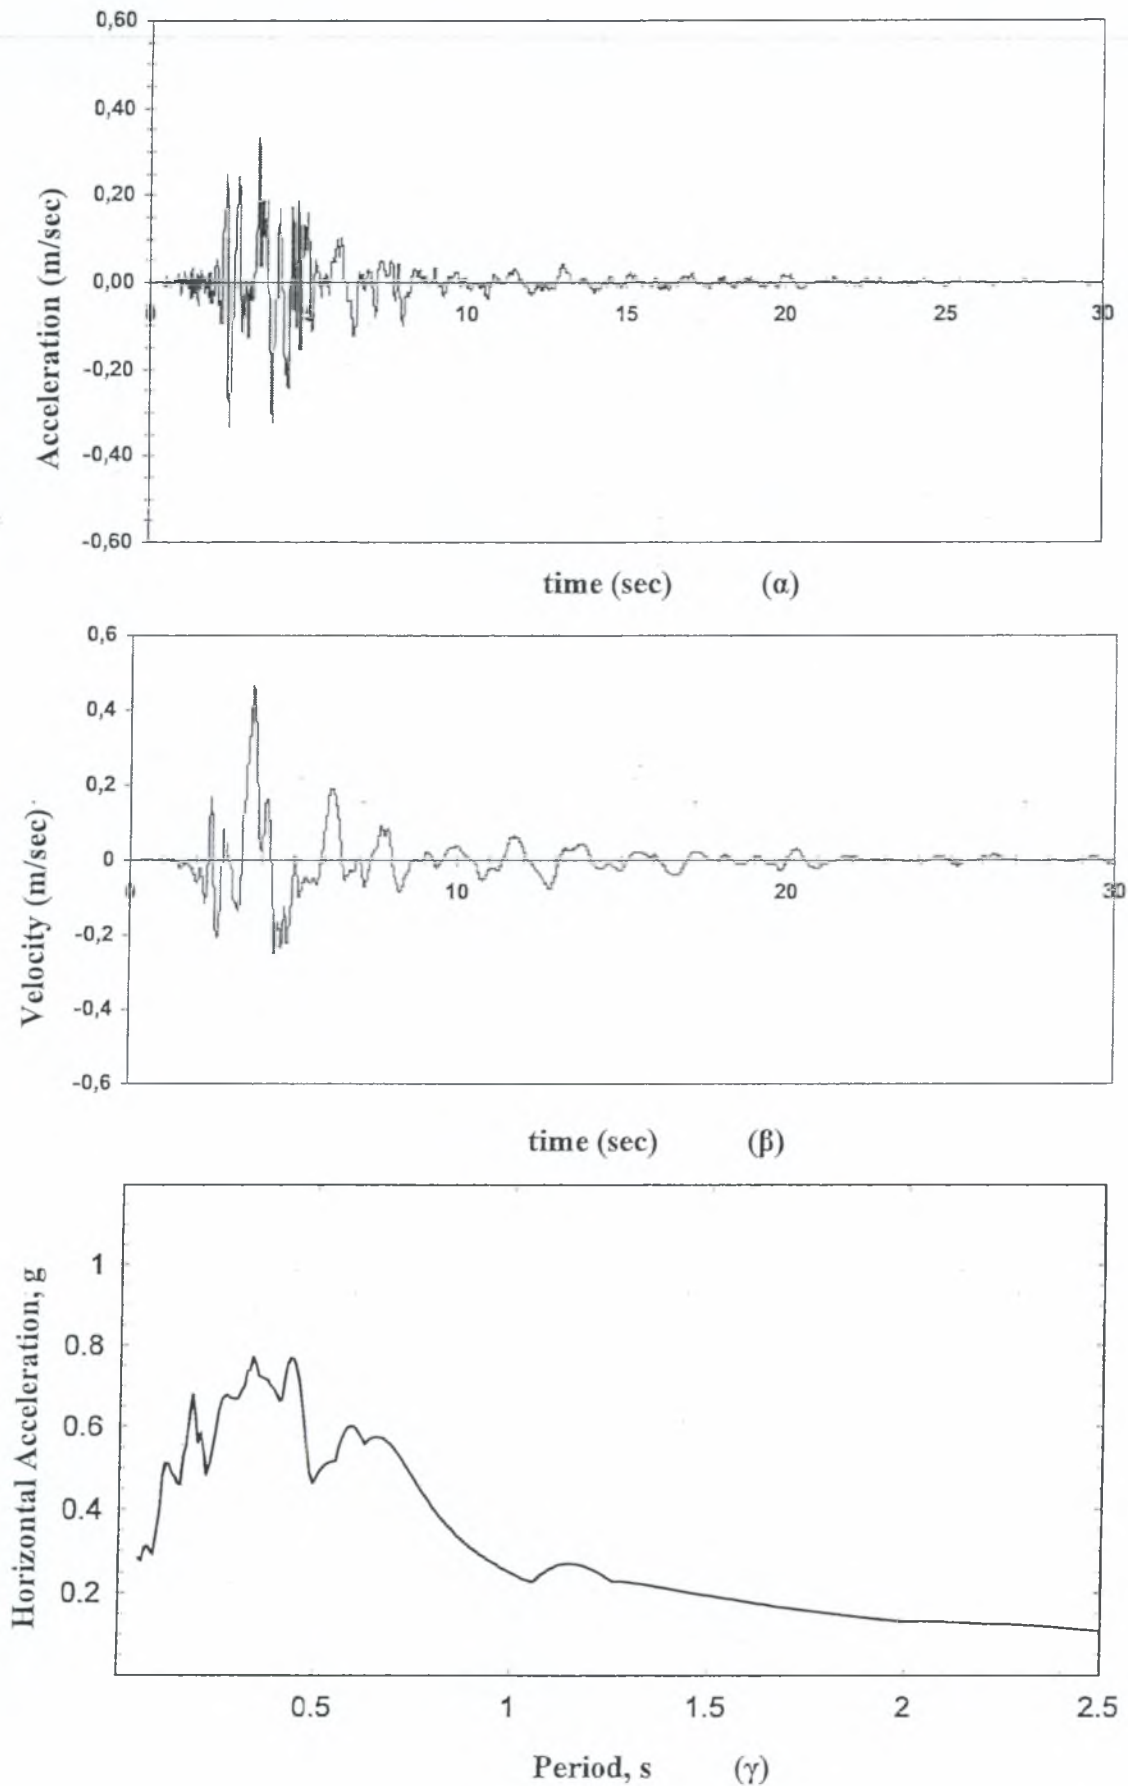 0,60
0,40
0,20
0,00
-0,20
-0,40
-0,60
Acceleration (m/sec)
10 15 20 25 30
time (sec) (α)
0,6
0,4
0,2
0
-0,2
-0,4
-0,6
Velocity (m/sec)
0 10 20 30
time (sec) (β)
1
0.8
0.6
0.4
0.2
Horizontal Acceleration, g
0.5 1 1.5 2 2.5
Period, s (γ)